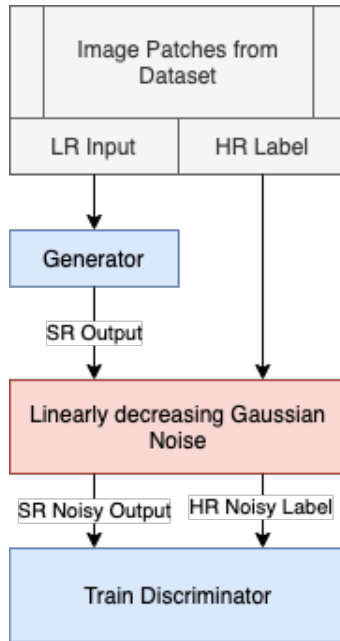 Image Patches from
Dataset
LR Input
HR Label
Generator
SR Output
Linearly decreasing Gaussian
Noise
SR Noisy Output
HR Noisy Label
Train Discriminator